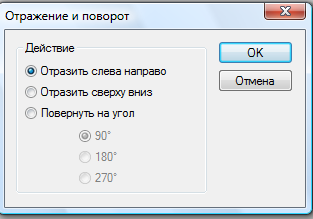 Отражение и поворот
Действие
Отразить слева направо
Отразить сверху вниз
Повернуть на угол
90°
180°
270°
OK
Отмена